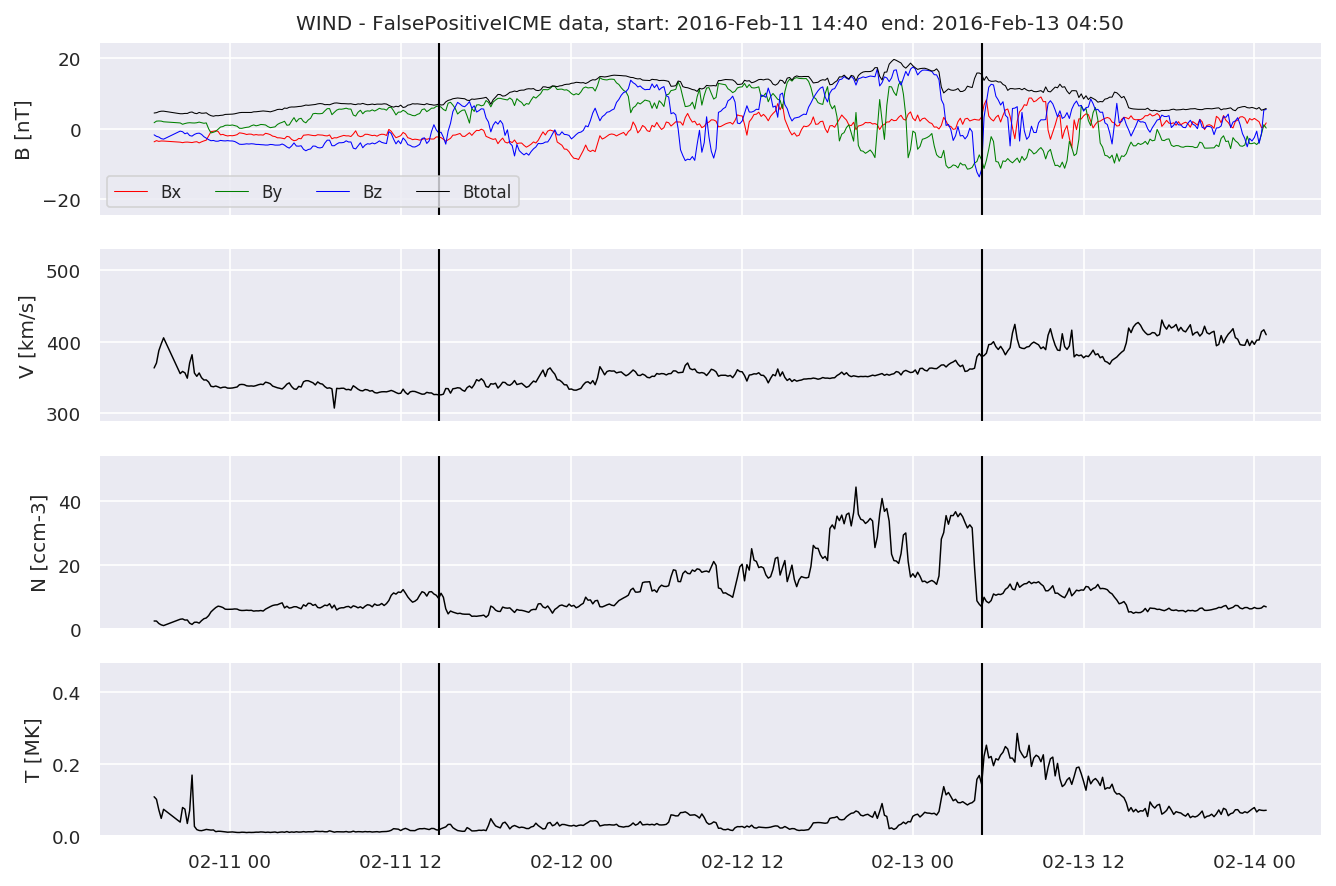 WIND - FalsePositiveICME data, start: 2016-Feb-11 14:40  end: 2016-Feb-13 04:50
B [nT]
20
0
−20
Bx By Bz Btotal
V [km/s]
500
400
300
N [ccm-3]
40
20
0
T [MK]
0.4
0.2
0.0
02-11 00 02-11 12 02-12 00 02-12 12 02-13 00 02-13 12 02-14 00